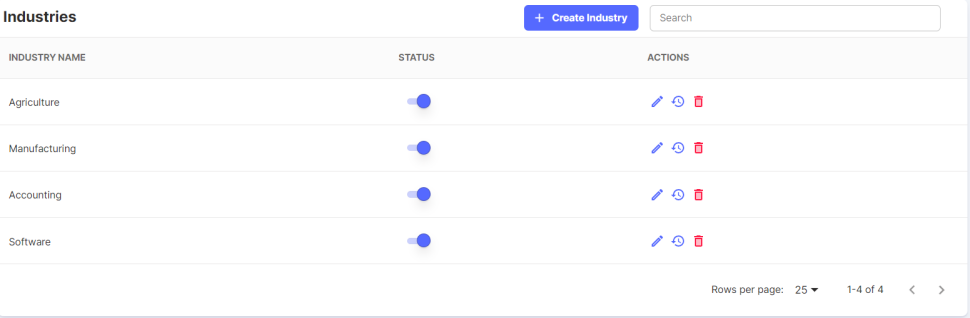 Industries
+ Create Industry
Search
INDUSTRY NAME STATUS ACTIONS
Agriculture
Manufacturing
Accounting
Software
Rows per page: 25 1-4 of 4